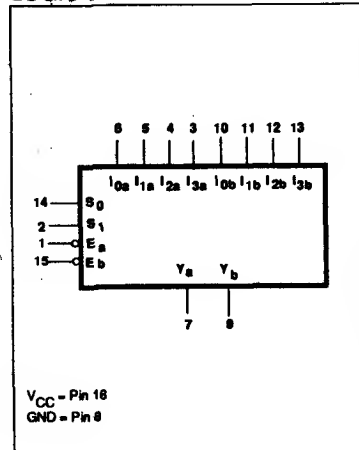 6 5 4 3 10 11 12 13
I0a I1a I2a I3a I0b I1b I2b I3b
14 S0
2 S1
1 Ea
15 Eb
Ya Yb
7 9
VCC = Pin 16
GND = Pin 8